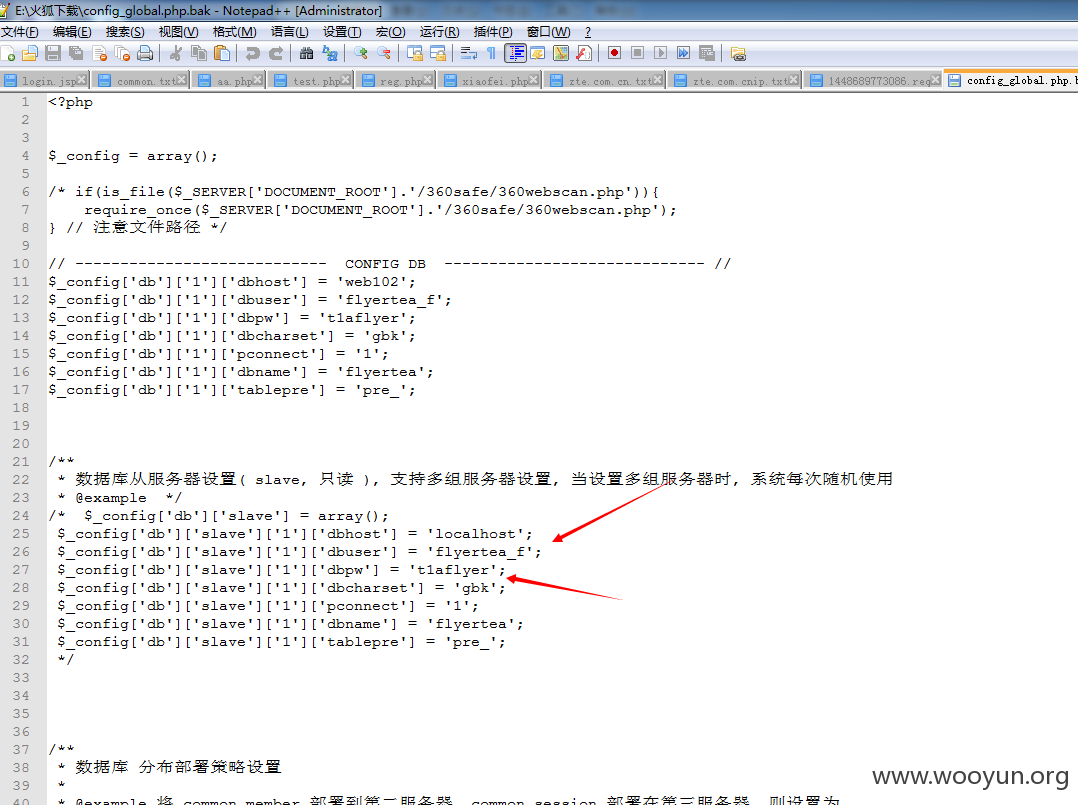 E:\火狐下载\config_global.php.bak - Notepad++ [Administrator]
文件(F) 编辑(E) 搜索(S) 视图(V) 格式(M) 语言(L) 设置(T) 宏(O) 运行(R) 插件(P) 窗口(W) ?
login.jsp common.txt aa.php test.php reg.php xiaofei.php zte.com.cn.txt zte.com.cnip.txt 1448689773086.req config_global.php.b
1 <?php
2
3
4 $_config = array();
5
6 /* if(is_file($_SERVER['DOCUMENT_ROOT'].'/360safe/360webscan.php')){
7 require_once($_SERVER['DOCUMENT_ROOT'].'/360safe/360webscan.php');
8 } // 注意文件路径 */
9
10 // ---------------------------- CONFIG DB ----------------------------- //
11 $_config['db']['1']['dbhost'] = 'web102';
12 $_config['db']['1']['dbuser'] = 'flyertea_f';
13 $_config['db']['1']['dbpw'] = 't1aflyer';
14 $_config['db']['1']['dbcharset'] = 'gbk';
15 $_config['db']['1']['pconnect'] = '1';
16 $_config['db']['1']['dbname'] = 'flyertea';
17 $_config['db']['1']['tablepre'] = 'pre_';
18
19
20
21 /**
22 * 数据库从服务器设置( slave, 只读 ), 支持多组服务器设置, 当设置多组服务器时, 系统每次随机使用
23 * @example */
24 /* $_config['db']['slave'] = array();
25 $_config['db']['slave']['1']['dbhost'] = 'localhost';
26 $_config['db']['slave']['1']['dbuser'] = 'flyertea_f';
27 $_config['db']['slave']['1']['dbpw'] = 't1aflyer';
28 $_config['db']['slave']['1']['dbcharset'] = 'gbk';
29 $_config['db']['slave']['1']['pconnect'] = '1';
30 $_config['db']['slave']['1']['dbname'] = 'flyertea';
31 $_config['db']['slave']['1']['tablepre'] = 'pre_';
32 */
33
34
35
36
37 /**
38 * 数据库 分布部署策略设置
39 *
40 * @example 将 common_member 部署到第二服务器, common_session 部署在第三服务器, 则设置为
www.wooyun.org